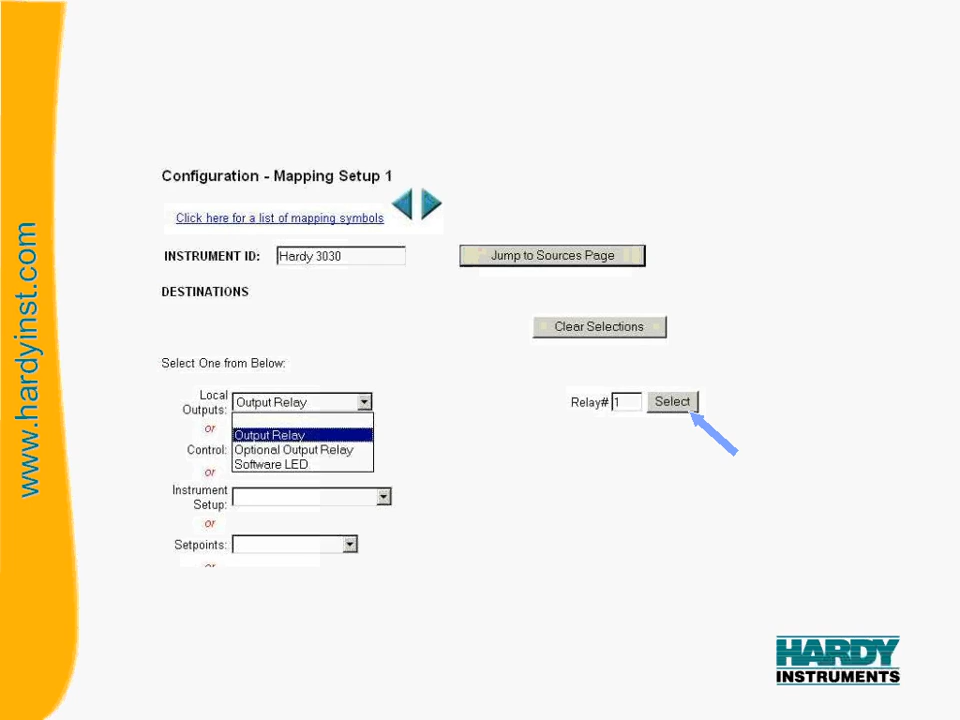 Configuration - Mapping Setup 1
Click here for a list of mapping symbols
INSTRUMENT ID: Hardy 3030 Jump to Sources Page
DESTINATIONS
Clear Selections
Select One from Below:
Local Outputs: Output Relay Relay# 1 Select
or
Output Relay
Control: Optional Output Relay
Software LED
or
Instrument Setup:
or
Setpoints:
or
www.hardyinst.com
HARDY
INSTRUMENTS